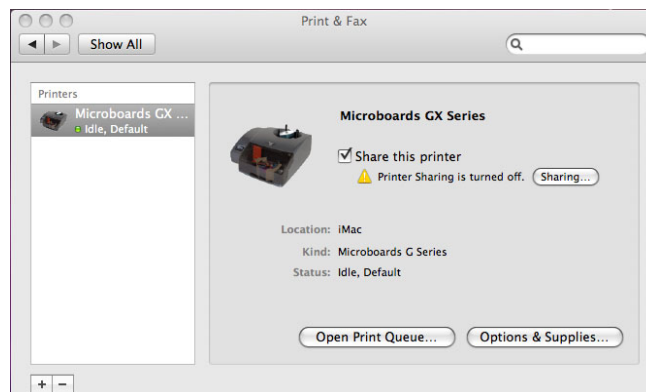 Print & Fax
Show All
Printers
Microboards GX ...
Idle, Default
Microboards GX Series
Share this printer
Printer Sharing is turned off. Sharing...
Location: iMac
Kind: Microboards G Series
Status: Idle, Default
Open Print Queue... Options & Supplies...
+ −